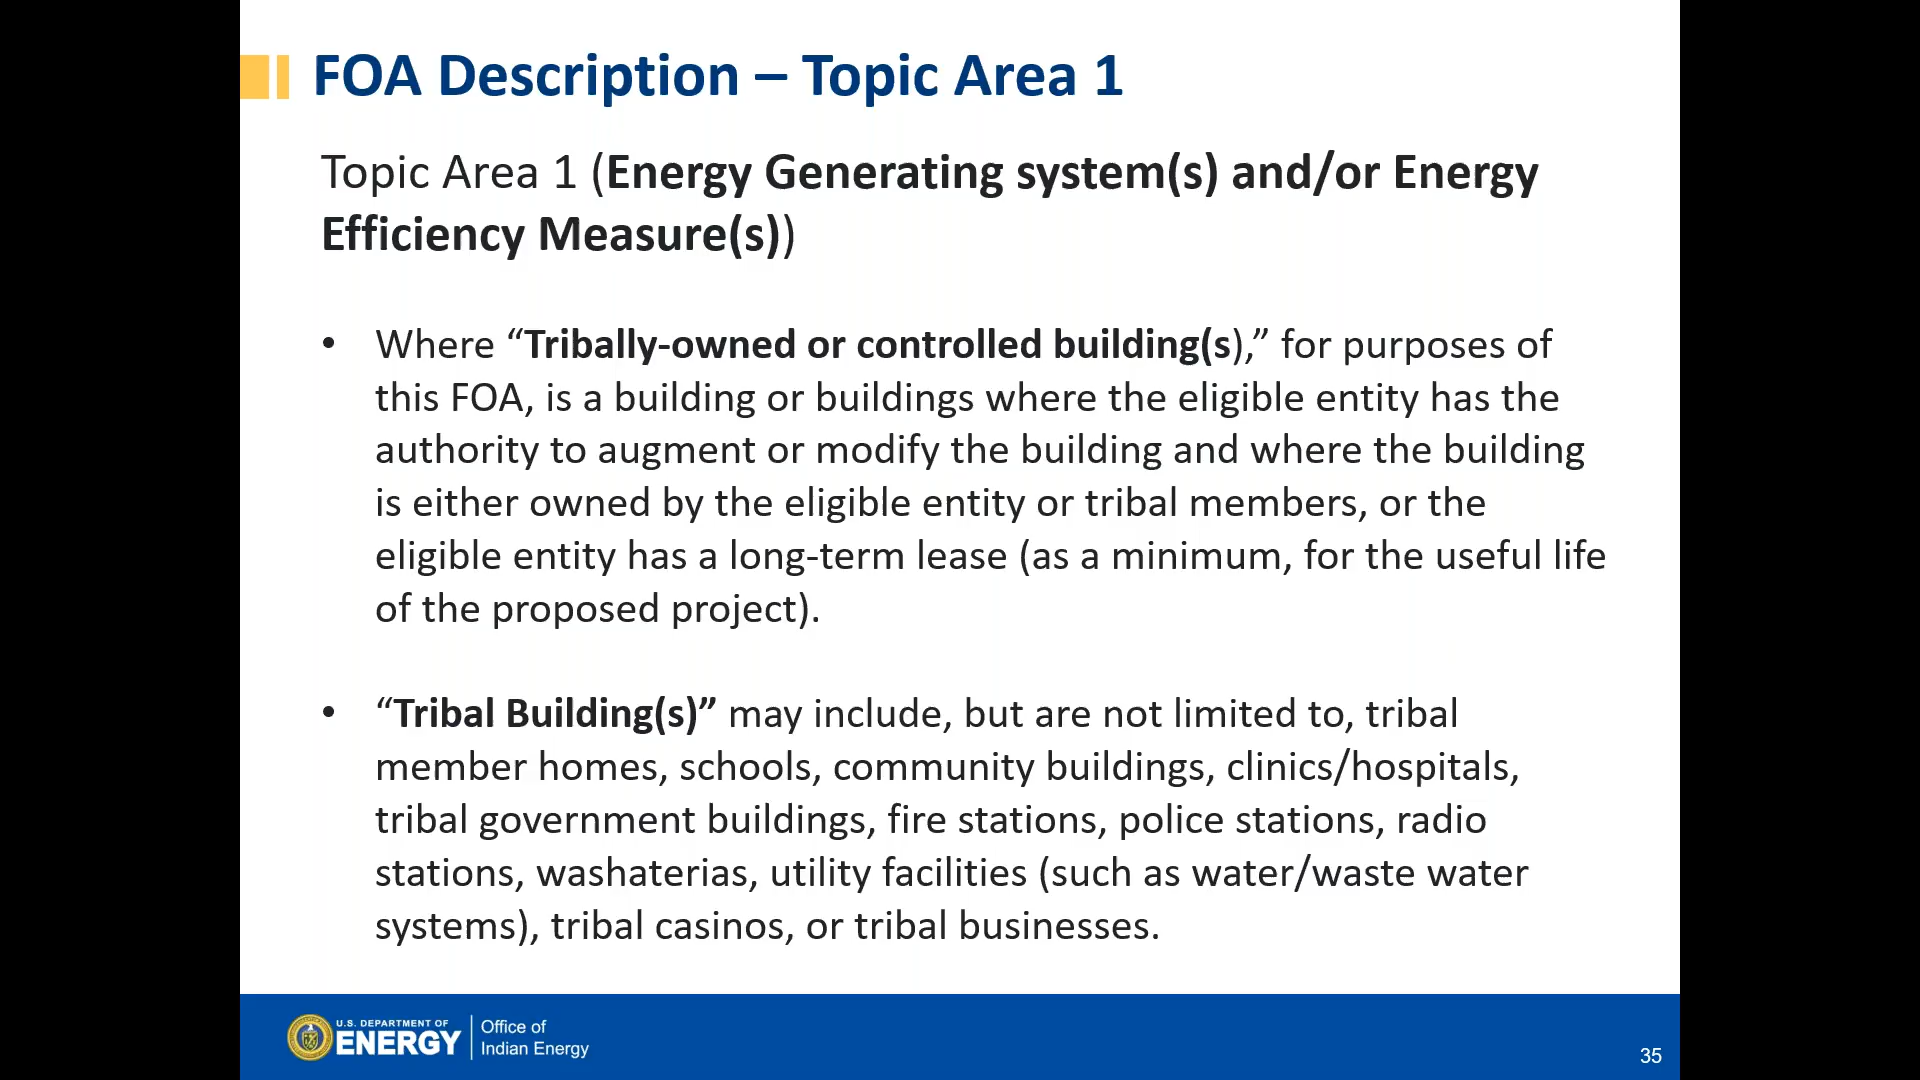 FOA Description – Topic Area 1
Topic Area 1 (Energy Generating system(s) and/or Energy
Efficiency Measure(s))
• Where “Tribally-owned or controlled building(s),” for purposes of
this FOA, is a building or buildings where the eligible entity has the
authority to augment or modify the building and where the building
is either owned by the eligible entity or tribal members, or the
eligible entity has a long-term lease (as a minimum, for the useful life
of the proposed project).
• “Tribal Building(s)” may include, but are not limited to, tribal
member homes, schools, community buildings, clinics/hospitals,
tribal government buildings, fire stations, police stations, radio
stations, washaterias, utility facilities (such as water/waste water
systems), tribal casinos, or tribal businesses.
U.S. DEPARTMENT OF
ENERGY
Office of
Indian Energy
35